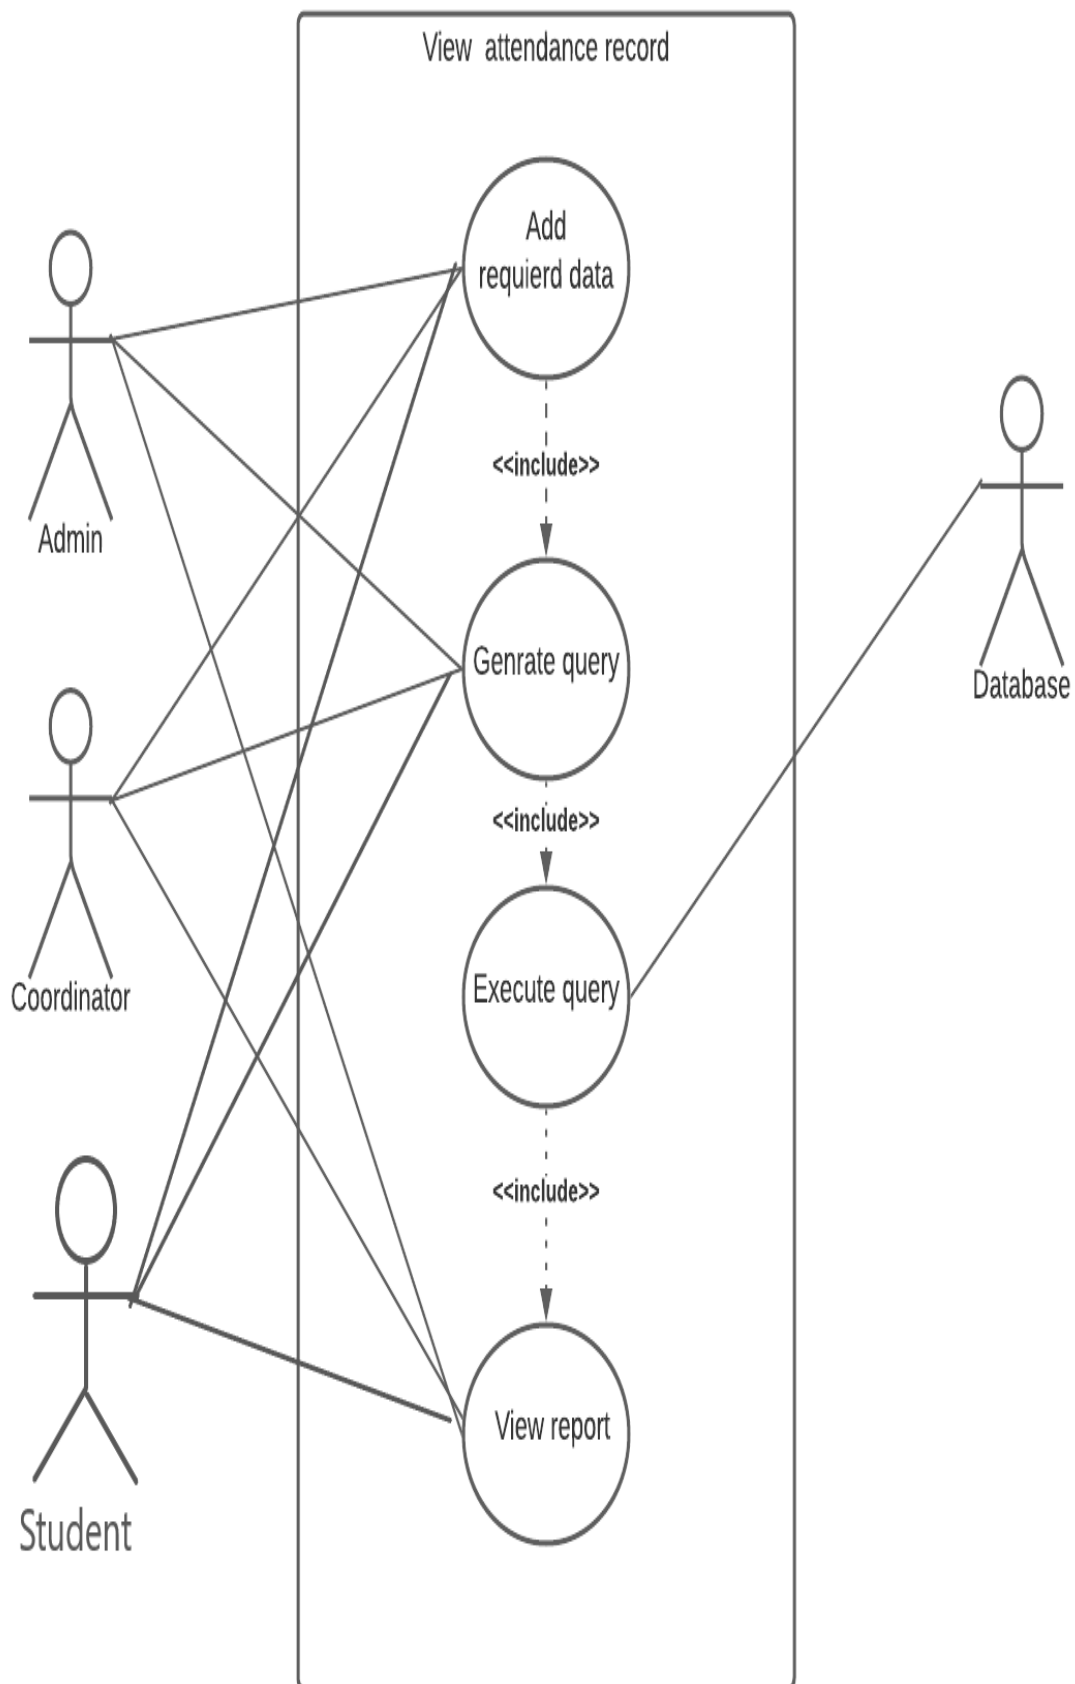 View  attendance record
Add
requierd data
<<include>>
Admin
Genrate query
Database
<<include>>
Execute query
Coordinator
<<include>>
View report
Student